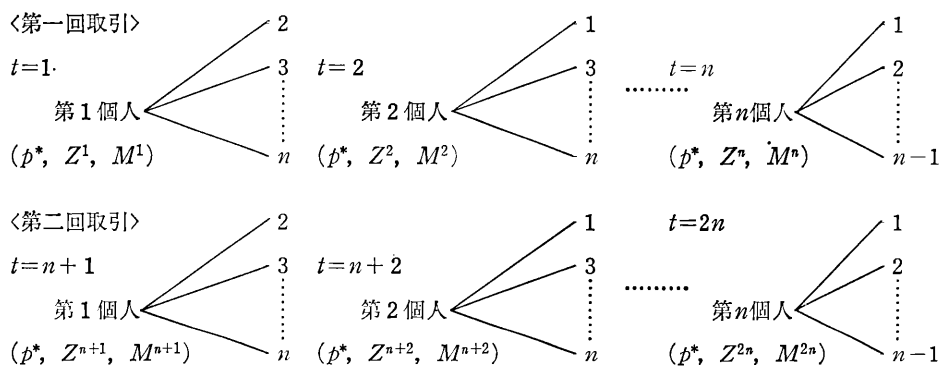 〈第一回取引〉
t=1· t=2 t=n
2 1 1
3 3 2
第1個人 第2個人 ········· 第n個人
(p*, Z¹, M¹) (p*, Z², M²) (p*, Zⁿ, Mⁿ)
n n n−1
〈第二回取引〉
t=n+1 t=n+2 t=2n
2 1 1
3 3 2
第1個人 第2個人 ········· 第n個人
(p*, Zⁿ⁺¹, Mⁿ⁺¹) (p*, Zⁿ⁺², Mⁿ⁺²) (p*, Z²ⁿ, M²ⁿ)
n n n−1